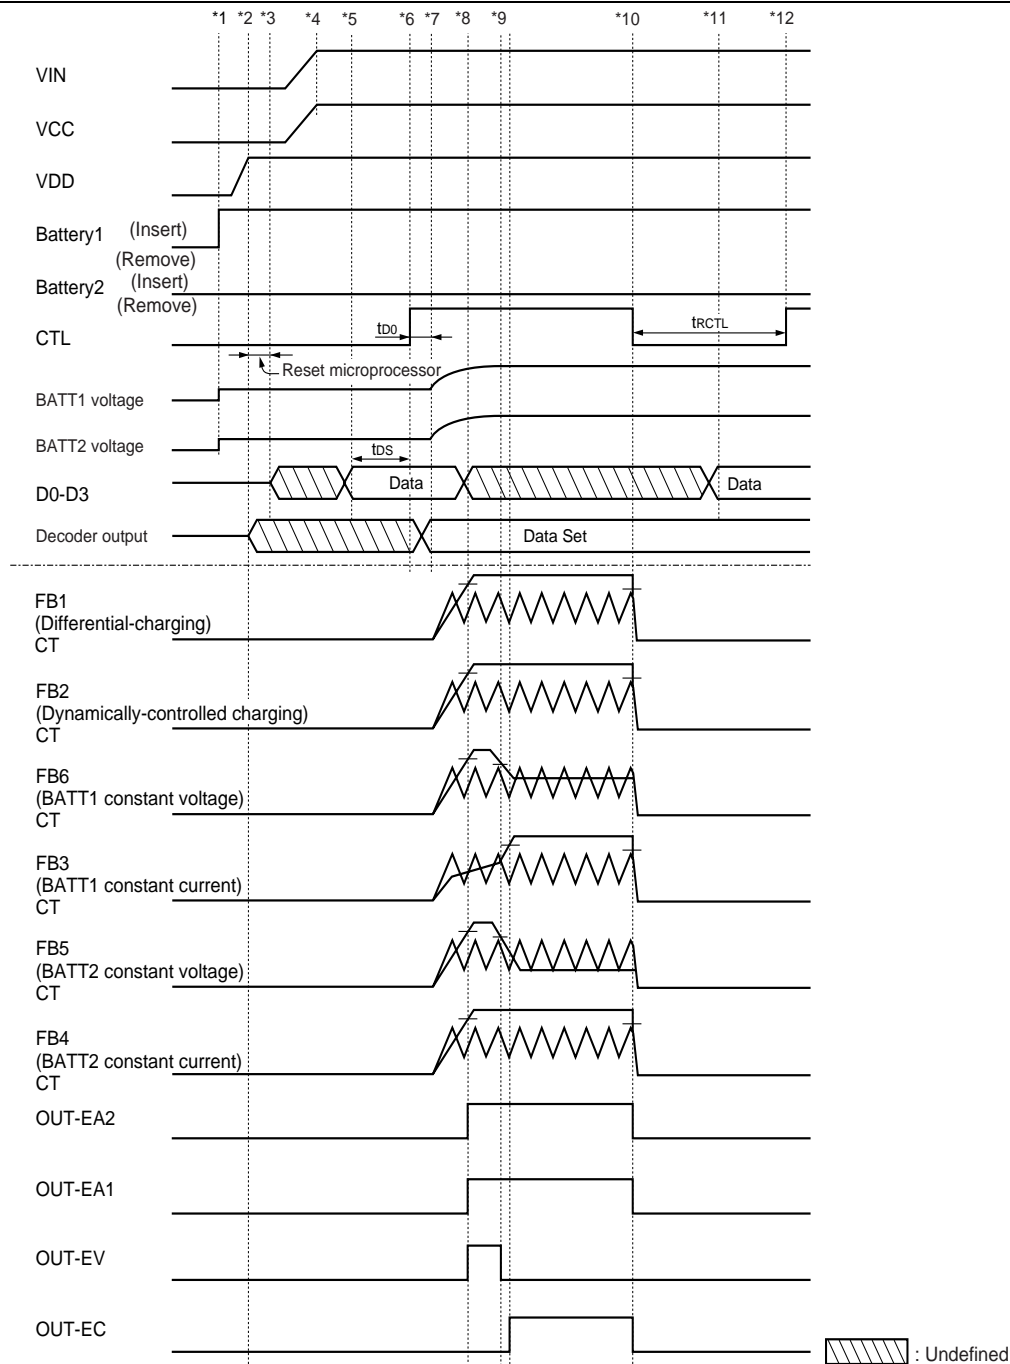 *1 *2 *3 *4 *5 *6 *7 *8 *9 *10 *11 *12
VIN
VCC
VDD
Battery1 (Insert)
(Remove)
Battery2 (Insert)
(Remove)
CTL tD0 tRCTL
Reset microprocessor
BATT1 voltage
BATT2 voltage
tDS
D0-D3 Data Data
Decoder output Data Set
FB1
(Differential-charging)
CT
FB2
(Dynamically-controlled charging)
CT
FB6
(BATT1 constant voltage)
CT
FB3
(BATT1 constant current)
CT
FB5
(BATT2 constant voltage)
CT
FB4
(BATT2 constant current)
CT
OUT-EA2
OUT-EA1
OUT-EV
OUT-EC
: Undefined